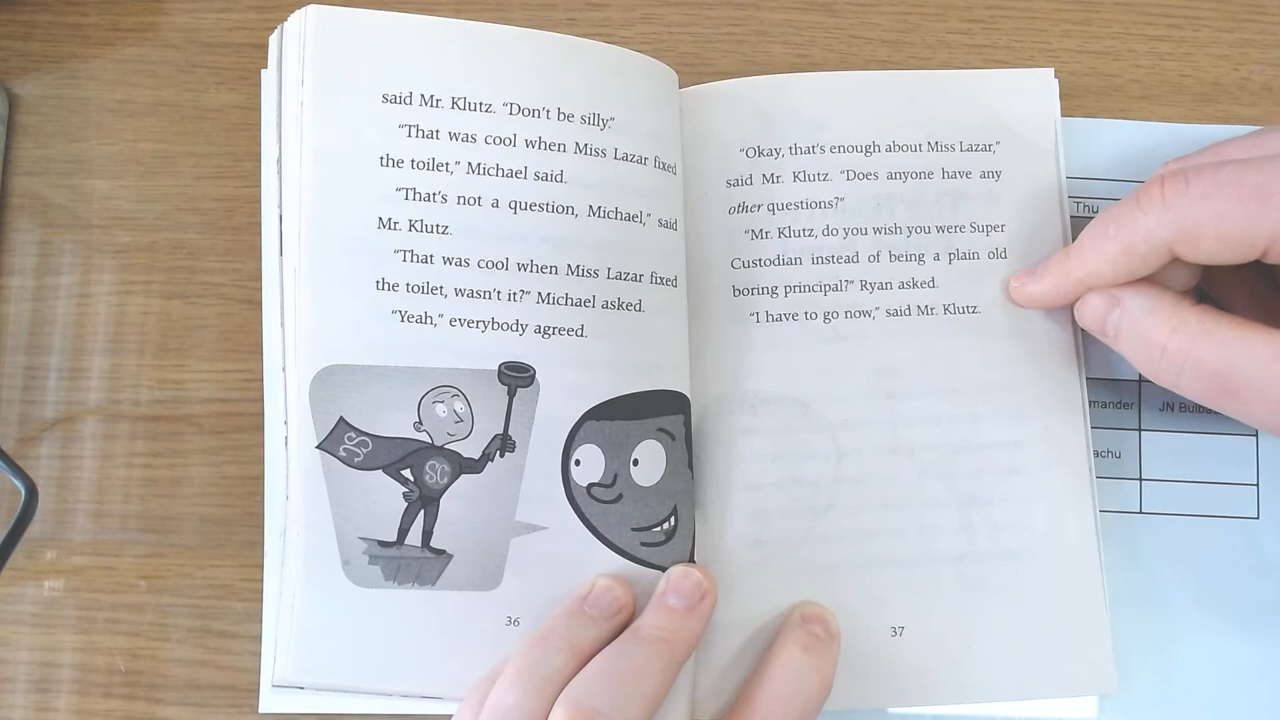 said Mr. Klutz. “Don’t be silly.”
“That was cool when Miss Lazar fixed
the toilet,” Michael said.
“That’s not a question, Michael,” said
Mr. Klutz.
“That was cool when Miss Lazar fixed
the toilet, wasn’t it?” Michael asked.
“Yeah,” everybody agreed.
SC
SC
36
“Okay, that’s enough about Miss Lazar,”
said Mr. Klutz. “Does anyone have any
other questions?”
“Mr. Klutz, do you wish you were Super
Custodian instead of being a plain old
boring principal?” Ryan asked.
“I have to go now,” said Mr. Klutz.
37
Thu
JN